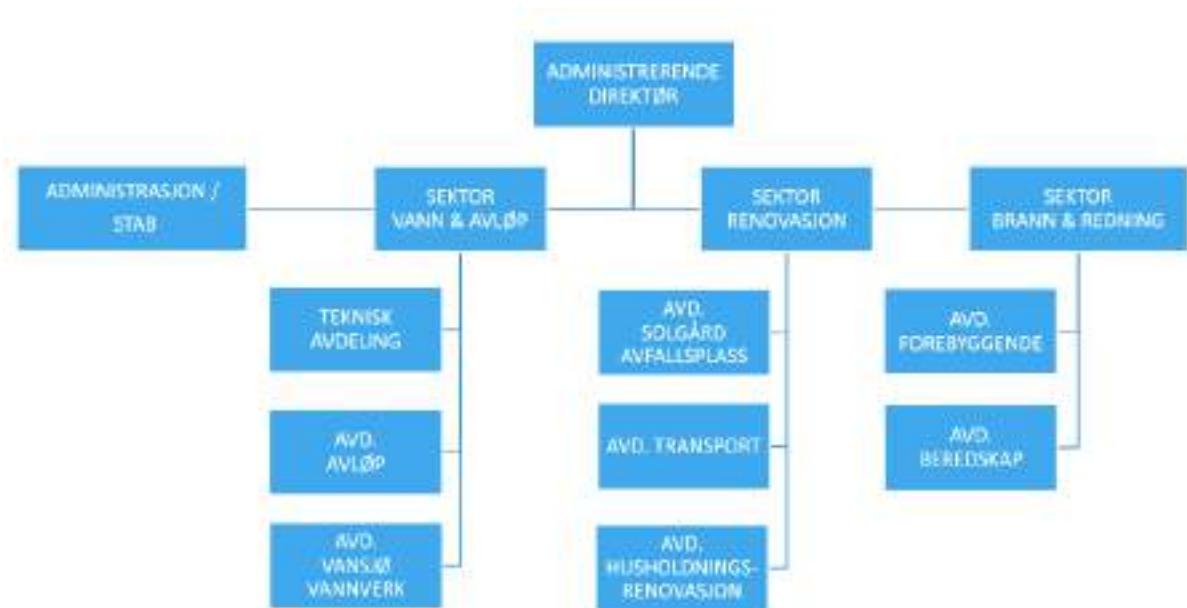 ADMINISTRERENDE
DIREKTØR
ADMINISTRASJON /
STAB
SEKTOR
VANN & AVLØP
SEKTOR
RENOVASJON
SEKTOR
BRANN & REDNING
TEKNISK
AVDELING
AVD.
AVLØP
AVD.
VANSJØ
VANNVERK
AVD.
SOLGÅRD
AVFALLSPLASS
AVD. TRANSPORT
AVD.
HUSHOLDNINGS-
RENOVASJON
AVD.
FOREBYGGENDE
AVD.
BEREDSKAP